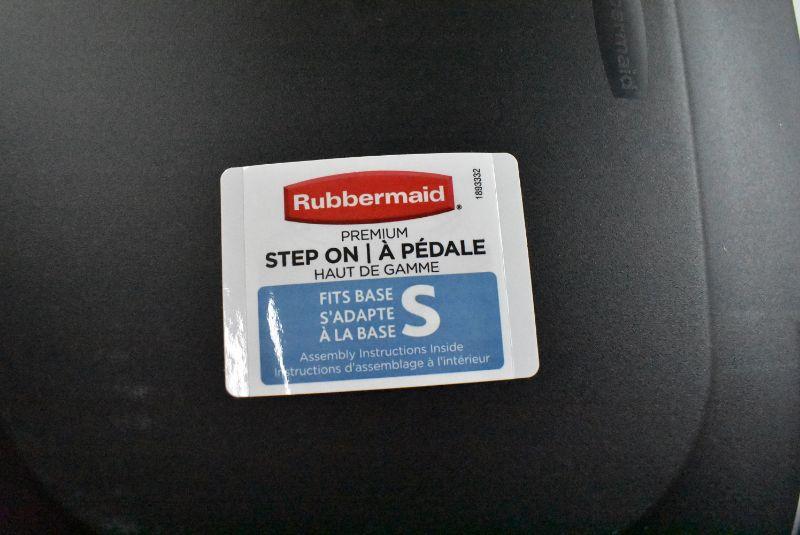 Rubbermaid®
1893332
PREMIUM
STEP ON | À PÉDALE
HAUT DE GAMME
FITS BASE
S'ADAPTE
À LA BASE
S
Assembly Instructions Inside
Instructions d'assemblage à l'intérieur